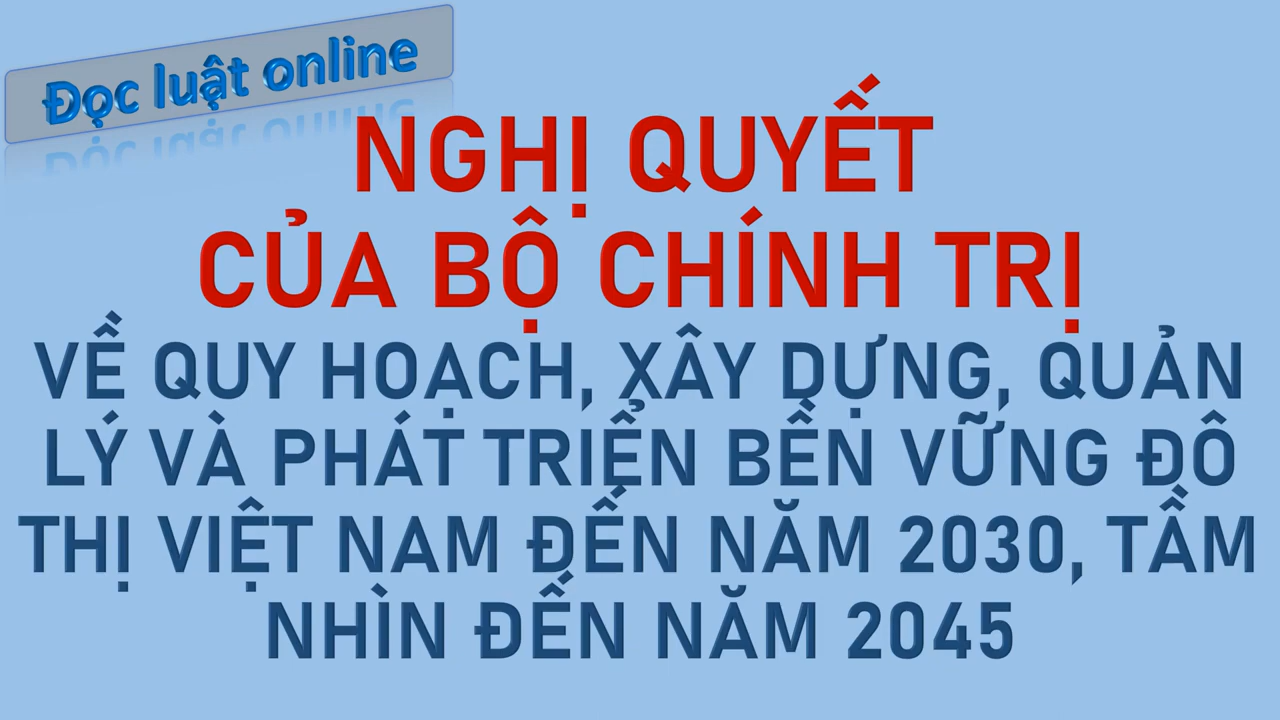 Đọc luật online
NGHỊ QUYẾT
CỦA BỘ CHÍNH TRỊ
VỀ QUY HOẠCH, XÂY DỰNG, QUẢN
LÝ VÀ PHÁT TRIỂN BỀN VỮNG ĐÔ
THỊ VIỆT NAM ĐẾN NĂM 2030, TẦM
NHÌN ĐẾN NĂM 2045